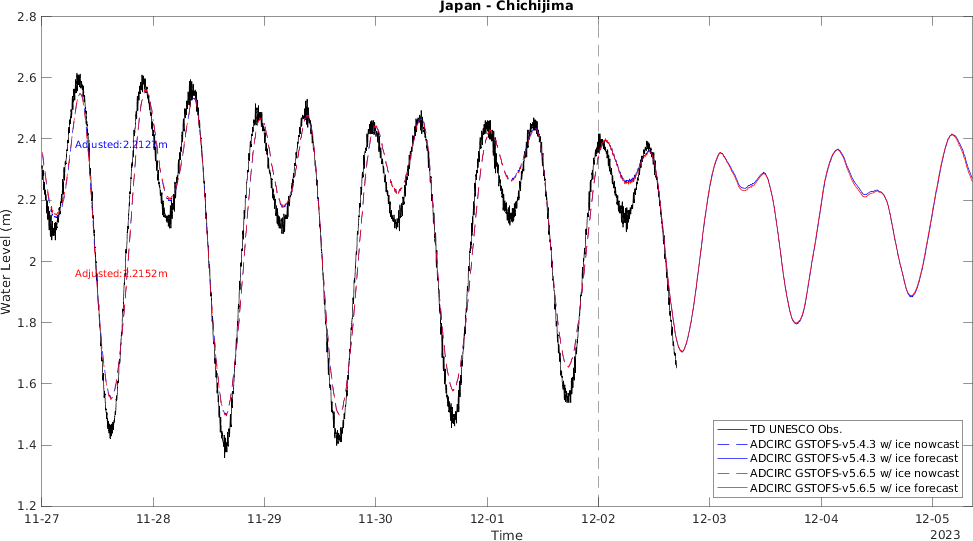 Japan - Chichijima
2.8
2.6
2.4
2.2
2
1.8
1.6
1.4
1.2
Water Level (m)
Adjusted:2.2127m
Adjusted:2.2152m
TD UNESCO Obs.
ADCIRC GSTOFS-v5.4.3 w/ ice nowcast
ADCIRC GSTOFS-v5.4.3 w/ ice forecast
ADCIRC GSTOFS-v5.6.5 w/ ice nowcast
ADCIRC GSTOFS-v5.6.5 w/ ice forecast
11-27 11-28 11-29 11-30 12-01 12-02 12-03 12-04 12-05
Time 2023